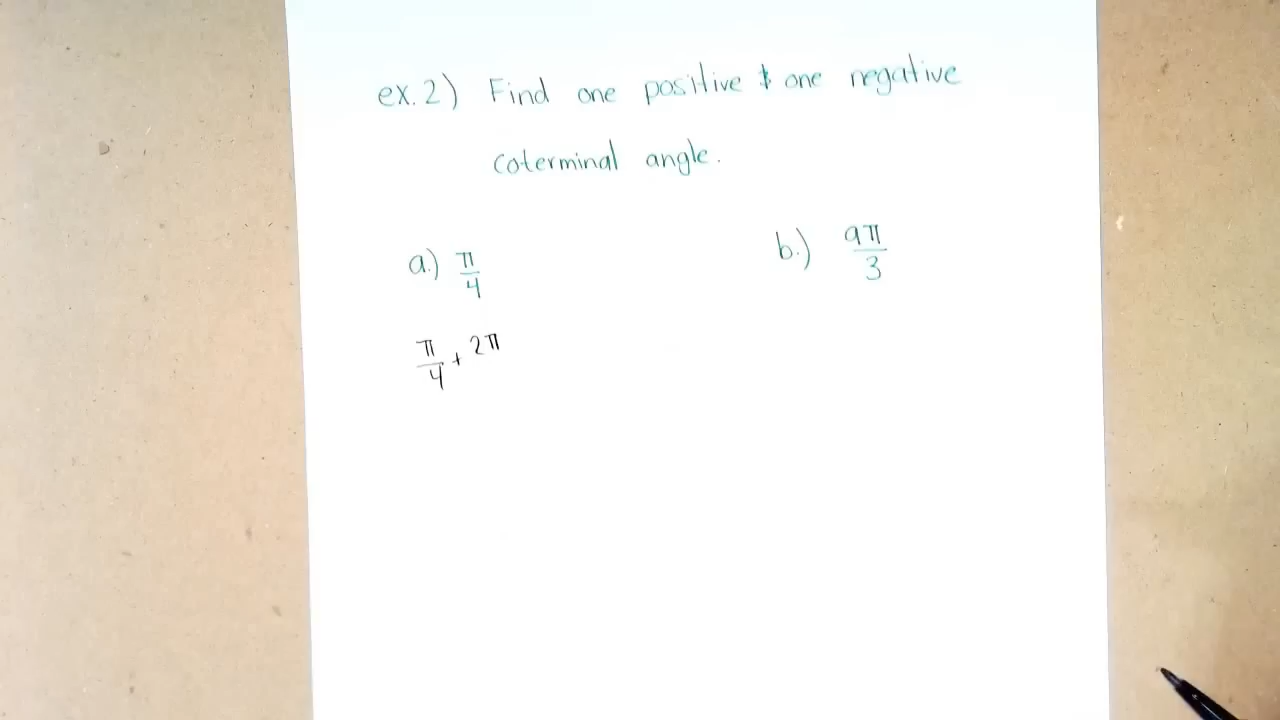 ex. 2) Find one positive & one negative
coterminal angle.
a.) π/4
b.) 9π/3
π/4 + 2π